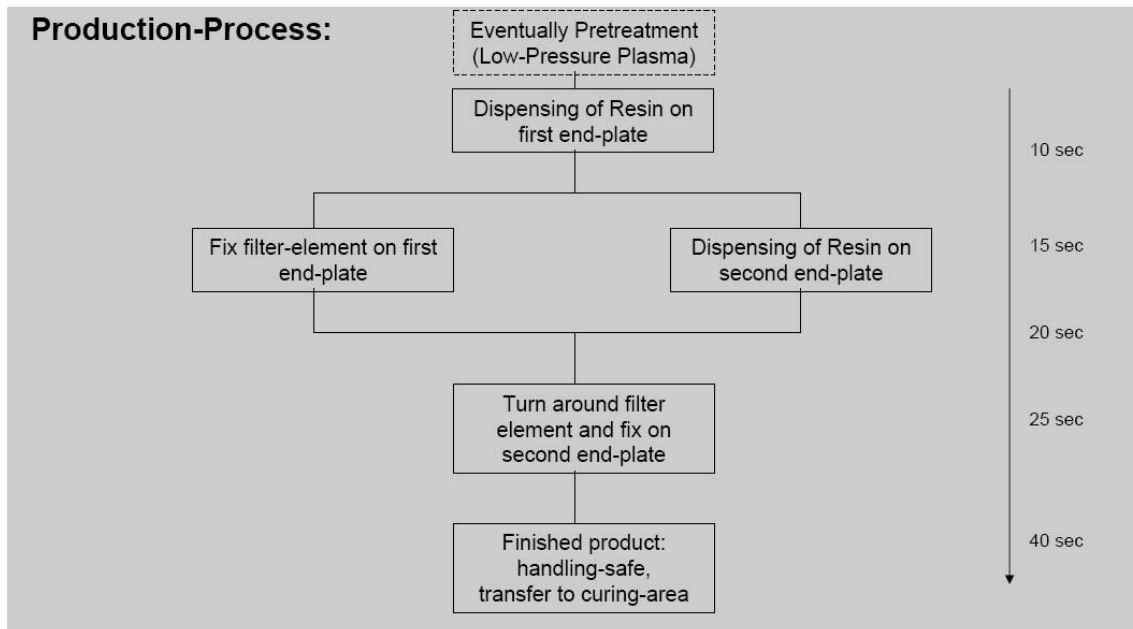 Production-Process:
Eventually Pretreatment
(Low-Pressure Plasma)
Dispensing of Resin on
first end-plate
10 sec
Fix filter-element on first
end-plate
Dispensing of Resin on
second end-plate
15 sec
20 sec
Turn around filter
element and fix on
second end-plate
25 sec
Finished product:
handling-safe,
transfer to curing-area
40 sec